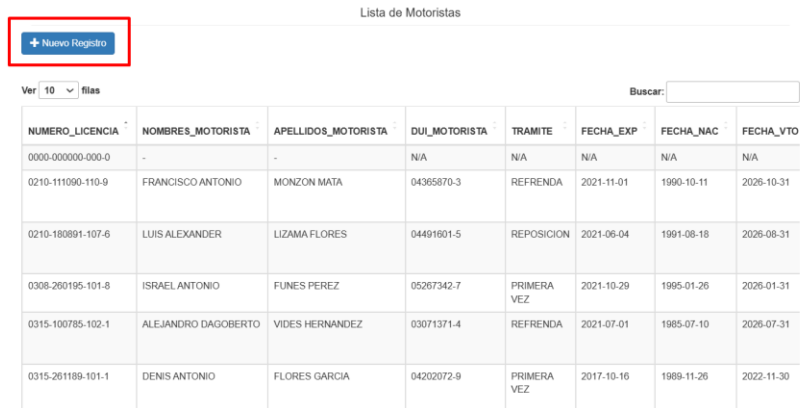 Lista de Motoristas
+ Nuevo Registro
Ver 10 filas
Buscar:
NUMERO_LICENCIA NOMBRES_MOTORISTA APELLIDOS_MOTORISTA DUI_MOTORISTA TRAMITE FECHA_EXP FECHA_NAC FECHA_VTO
0000-000000-000-0 - - N/A N/A N/A N/A N/A
0210-111090-110-9 FRANCISCO ANTONIO MONZON MATA 04365870-3 REFRENDA 2021-11-01 1990-10-11 2026-10-31
0210-180891-107-6 LUIS ALEXANDER LIZAMA FLORES 04491601-5 REPOSICION 2021-06-04 1991-08-18 2026-08-31
0308-260195-101-8 ISRAEL ANTONIO FUNES PEREZ 05267342-7 PRIMERA 2021-10-29 1995-01-26 2026-01-31
VEZ
0315-100785-102-1 ALEJANDRO DAGOBERTO VIDES HERNANDEZ 03071371-4 REFRENDA 2021-07-01 1985-07-10 2026-07-31
0315-261189-101-1 DENIS ANTONIO FLORES GARCIA 04202072-9 PRIMERA 2017-10-16 1989-11-26 2022-11-30
VEZ